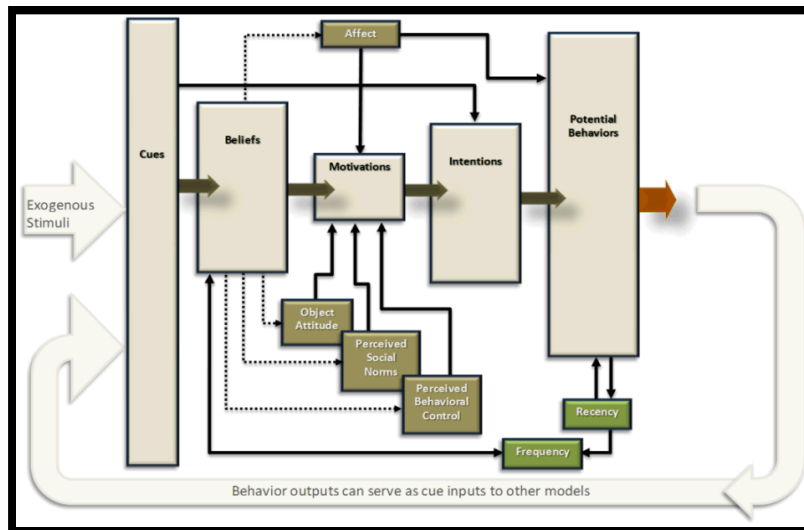 Affect
Potential
Behaviors
Beliefs
Cues
Motivations
Intentions
Exogenous
Stimuli
Object
Attitude
Perceived
Social
Norms
Perceived
Behavioral
Control
Recency
Frequency
Behavior outputs can serve as cue inputs to other models